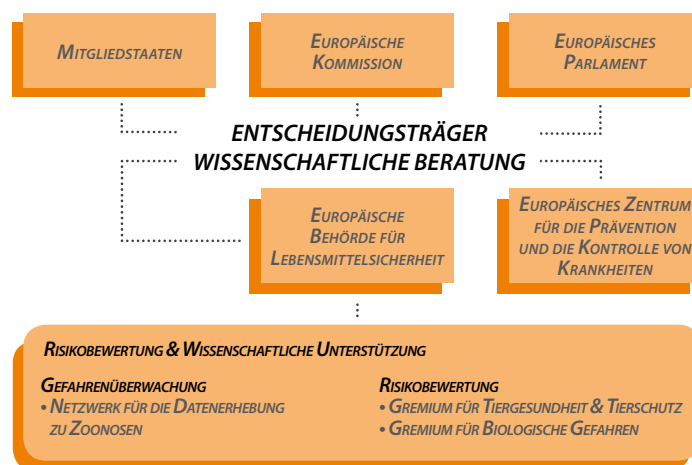 MITGLIEDSTAATEN
EUROPÄISCHE
KOMMISSION
EUROPÄISCHES
PARLAMENT
ENTSCHEIDUNGSTRÄGER
WISSENSCHAFTLICHE BERATUNG
EUROPÄISCHE
BEHÖRDE FÜR
LEBENSMITTELSICHERHEIT
EUROPÄISCHES ZENTRUM
FÜR DIE PRÄVENTION
UND DIE KONTROLLE VON
KRANKHEITEN
RISIKOBEWERTUNG & WISSENSCHAFTLICHE UNTERSTÜTZUNG
GEFAHRENÜBERWACHUNG
• NETZWERK FÜR DIE DATENERHEBUNG
ZU ZOONOSEN
RISIKOBEWERTUNG
• GREMIUM FÜR TIERGESUNDHEIT & TIERSCHUTZ
• GREMIUM FÜR BIOLOGISCHE GEFAHREN